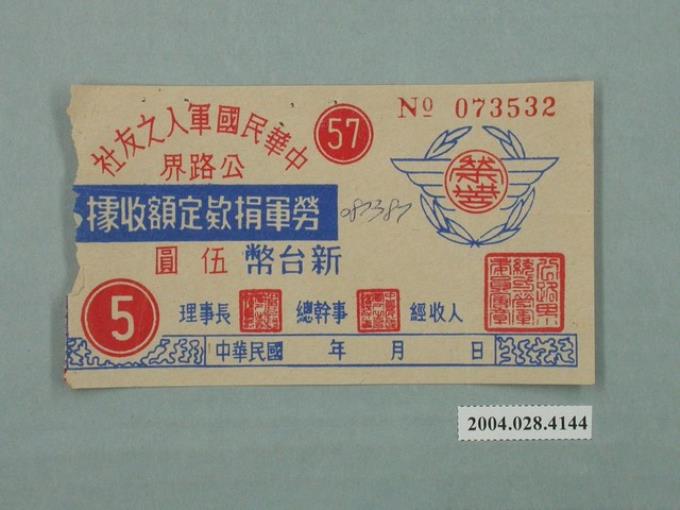 中華民國軍人之友社
公路界
57
Nº 073532
勞軍捐欵定額收據
083387
新台幣伍圓
5
理事長 總幹事 經收人
中華民國 年 月 日
2004.028.4144